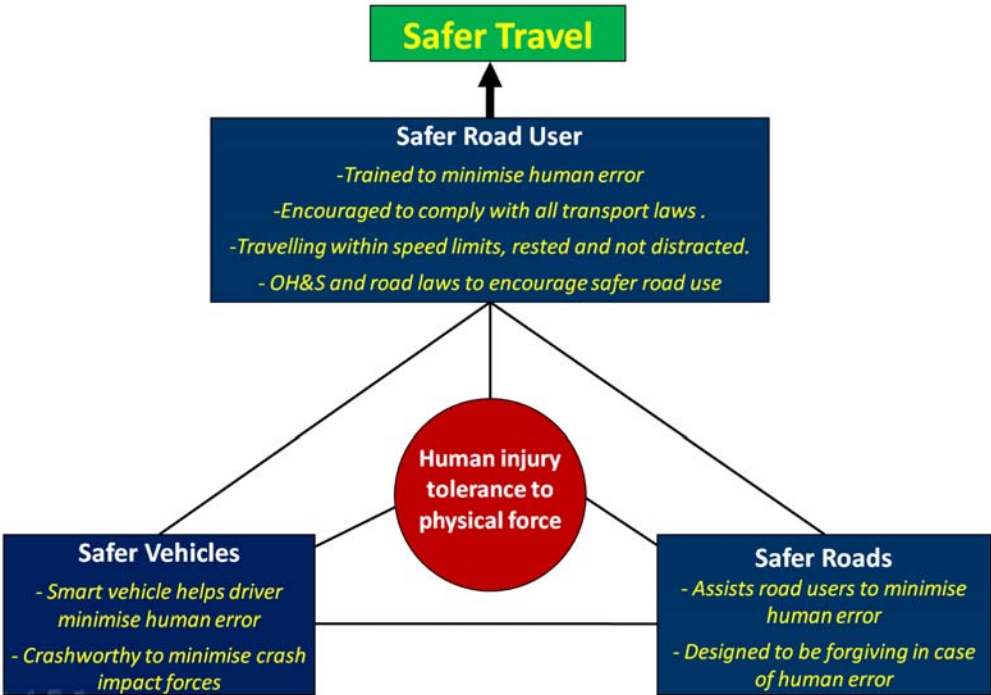 Safer Travel
Safer Road User
-Trained to minimise human error
-Encouraged to comply with all transport laws .
-Travelling within speed limits, rested and not distracted.
- OH&S and road laws to encourage safer road use
Human injury
tolerance to
physical force
Safer Vehicles
- Smart vehicle helps driver
minimise human error
- Crashworthy to minimise crash
impact forces
Safer Roads
- Assists road users to minimise
human error
- Designed to be forgiving in case
of human error